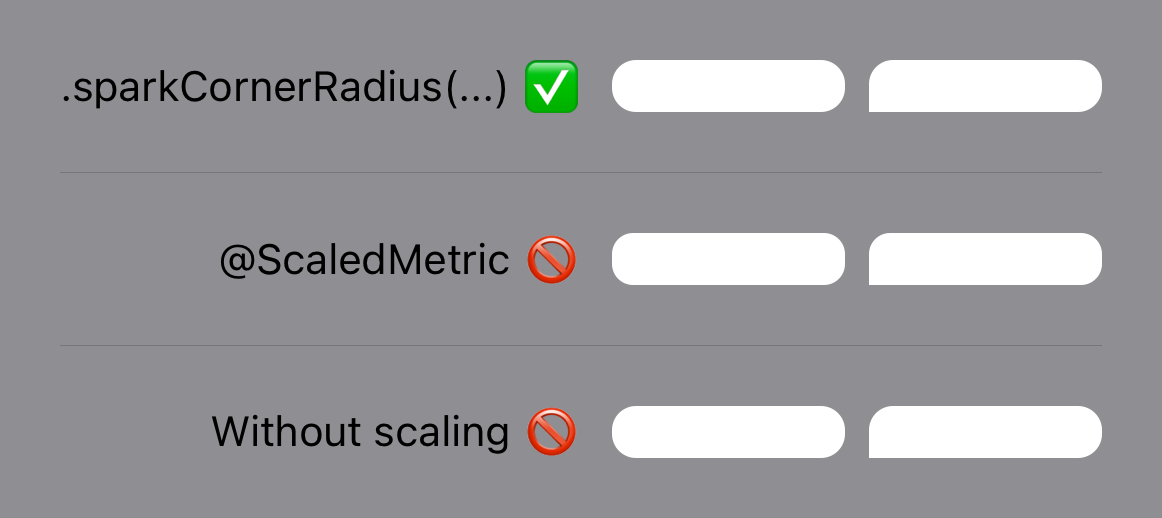 .sparkCornerRadius(...) ✅
@ScaledMetric 🚫
Without scaling 🚫